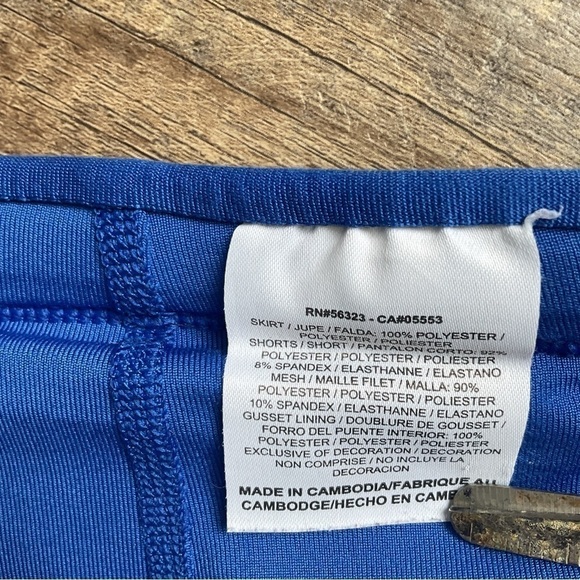 RN#56323 - CA#05553
SKIRT / JUPE / FALDA: 100% POLYESTER /
POLYESTER / POLIESTER
SHORTS / SHORT / PANTALON CORTO: 92%
POLYESTER / POLYESTER / POLIESTER
8% SPANDEX / ELASTHANNE / ELASTANO
MESH / MAILLE FILET / MALLA: 90%
POLYESTER / POLYESTER / POLIESTER
10% SPANDEX / ELASTHANNE / ELASTANO
GUSSET LINING / DOUBLURE DE GOUSSET /
FORRO DEL PUENTE INTERIOR: 100%
POLYESTER / POLYESTER / POLIESTER
EXCLUSIVE OF DECORATION / DECORATION
NON COMPRISE / NO INCLUYE LA
DECORACION
MADE IN CAMBODIA/FABRIQUE AU
CAMBODGE/HECHO EN